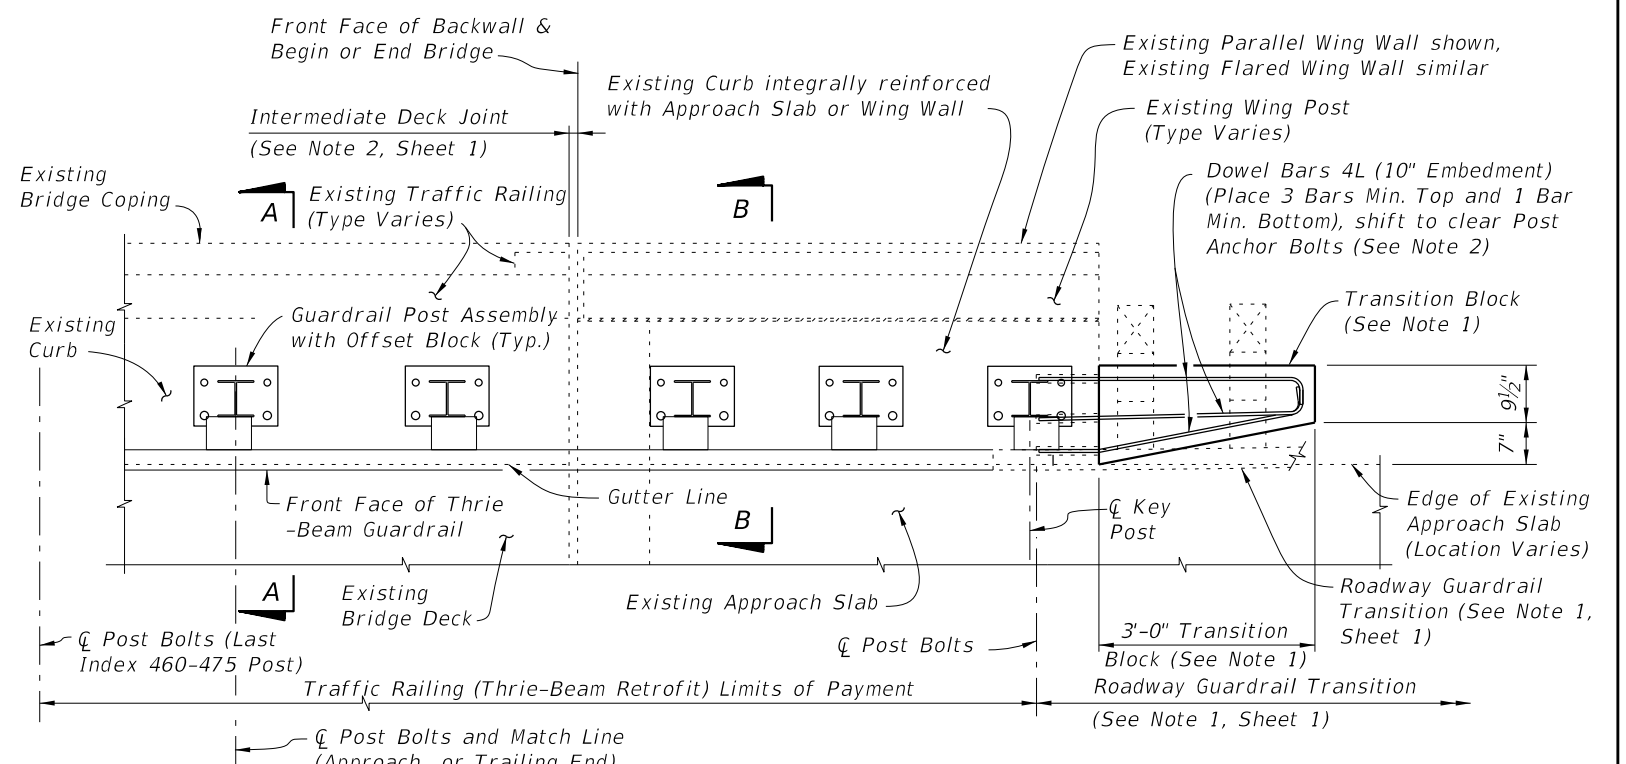 Front Face of Backwall &
Begin or End Bridge
Existing Parallel Wing Wall shown,
Existing Flared Wing Wall similar
Existing Curb integrally reinforced
with Approach Slab or Wing Wall
Intermediate Deck Joint
(See Note 2, Sheet 1)
Existing Wing Post
(Type Varies)
Existing
Bridge Coping
A
Existing Traffic Railing
(Type Varies)
B
Dowel Bars 4L (10" Embedment)
(Place 3 Bars Min. Top and 1 Bar
Min. Bottom), shift to clear Post
Anchor Bolts (See Note 2)
Existing
Curb
Guardrail Post Assembly
with Offset Block (Typ.)
Transition Block
(See Note 1)
9½"
7"
Front Face of Thrie
-Beam Guardrail
Gutter Line
B
℄ Key
Post
Edge of Existing
Approach Slab
(Location Varies)
A
Existing
Bridge Deck
Existing Approach Slab
Roadway Guardrail
Transition (See Note 1,
Sheet 1)
℄ Post Bolts (Last
Index 460-475 Post)
℄ Post Bolts
3'-0" Transition
Block (See Note 1)
Traffic Railing (Thrie-Beam Retrofit) Limits of Payment
Roadway Guardrail Transition
(See Note 1, Sheet 1)
℄ Post Bolts and Match Line
(Approach or Trailing End)